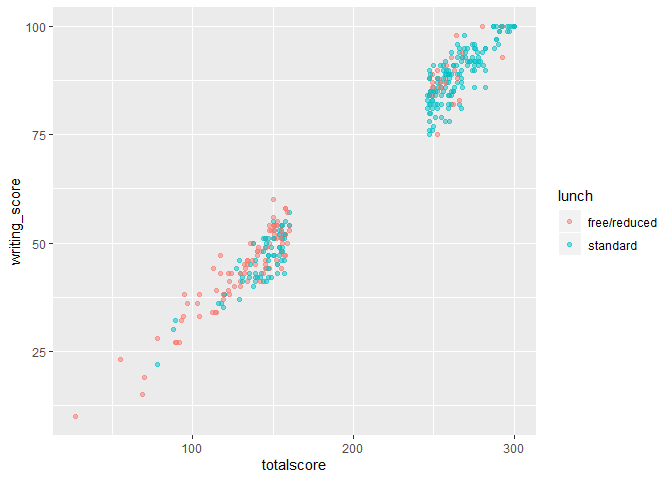 100
75
50
25
writing_score
100
200
300
totalscore
lunch
free/reduced
standard